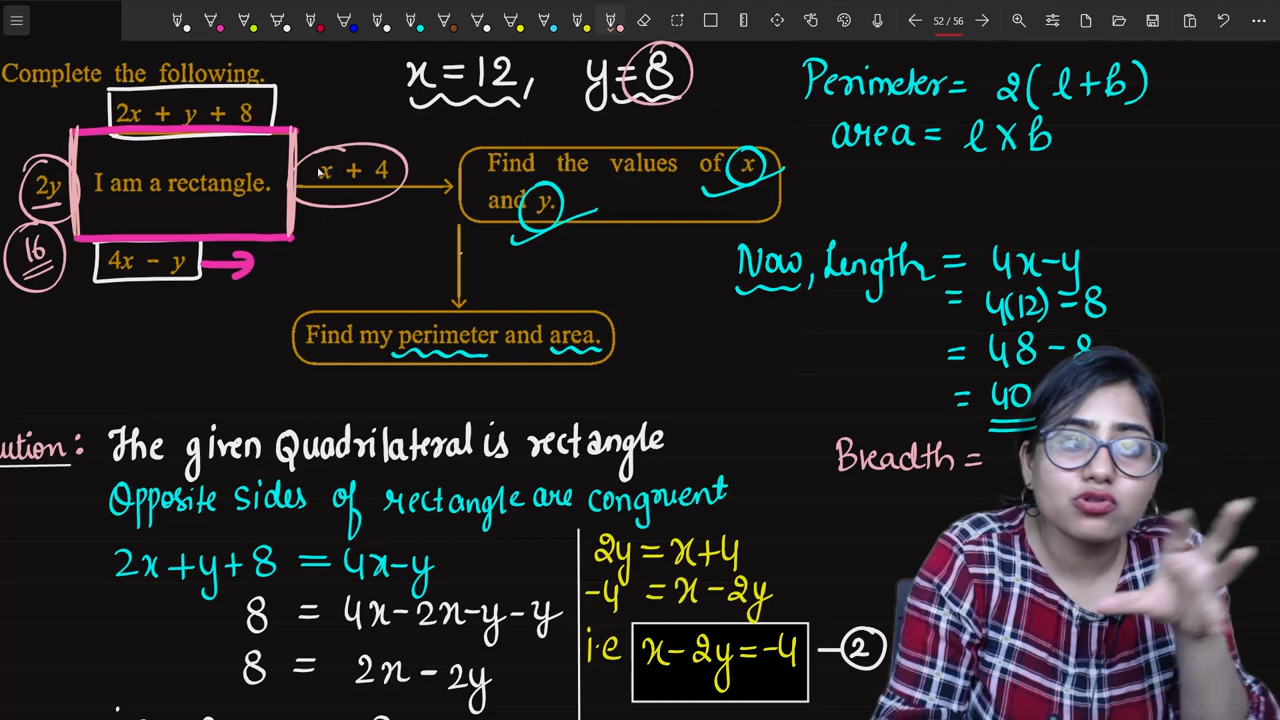 52 / 56
Complete the following.
x=12, y=8
2x + y + 8
2y
I am a rectangle.
x + 4
16
4x - y
Find the values of x
and y.
Find my perimeter and area.
Perimeter= 2(l+b)
area = l×b
Now, Length = 4x-y
= 4(12) -8
= 48 - 8
= 40
Breadth =
ution: The given Quadrilateral is rectangle
Opposite sides of rectangle are congruent
2x+y+8 = 4x-y
8 = 4x-2x-y-y
8 = 2x - 2y
2y = x+4
-4 = x-2y
i.e x-2y=-4 -②